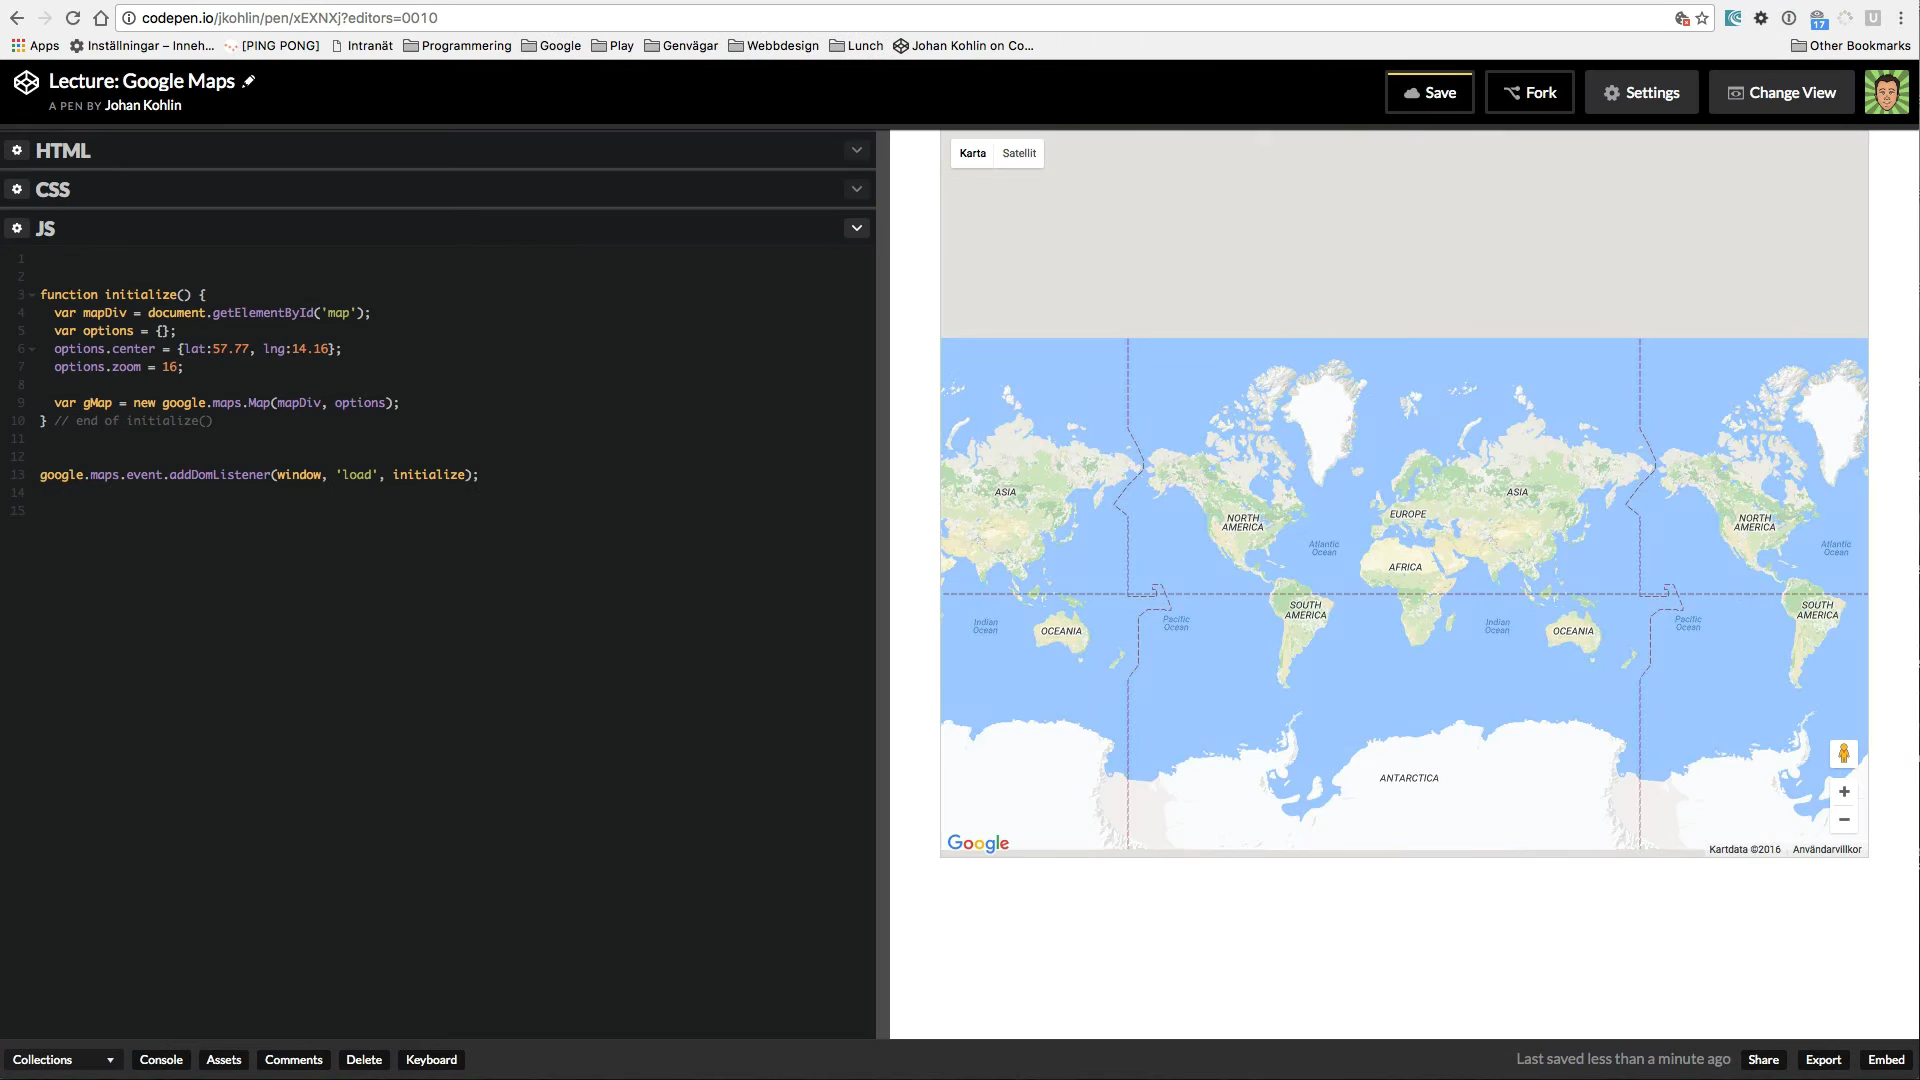 codepen.io/jkohlin/pen/xEXNXj?editors=0010
17
U
Apps
Inställningar – Inneh...
[PING PONG]
Intranät
Programmering
Google
Play
Genvägar
Webbdesign
Lunch
Johan Kohlin on Co...
Other Bookmarks
Lecture: Google Maps
A PEN BY Johan Kohlin
Save
Fork
Settings
Change View
HTML
CSS
JS
1
2
3 function initialize() {
4 var mapDiv = document.getElementById('map');
5 var options = {};
6 options.center = {lat:57.77, lng:14.16};
7 options.zoom = 16;
8
9 var gMap = new google.maps.Map(mapDiv, options);
10 } // end of initialize()
11
12
13 google.maps.event.addDomListener(window, 'load', initialize);
14
15
Karta
Satellit
ASIA
NORTH
AMERICA
EUROPE
ASIA
NORTH
AMERICA
Atlantic
Ocean
Atlantic
Ocean
AFRICA
SOUTH
AMERICA
SOUTH
AMERICA
Indian
Ocean
OCEANIA
Pacific
Ocean
Indian
Ocean
OCEANIA
Pacific
Ocean
ANTARCTICA
Google
Kartdata ©2016
Användarvillkor
Collections
Console
Assets
Comments
Delete
Keyboard
Last saved less than a minute ago
Share
Export
Embed